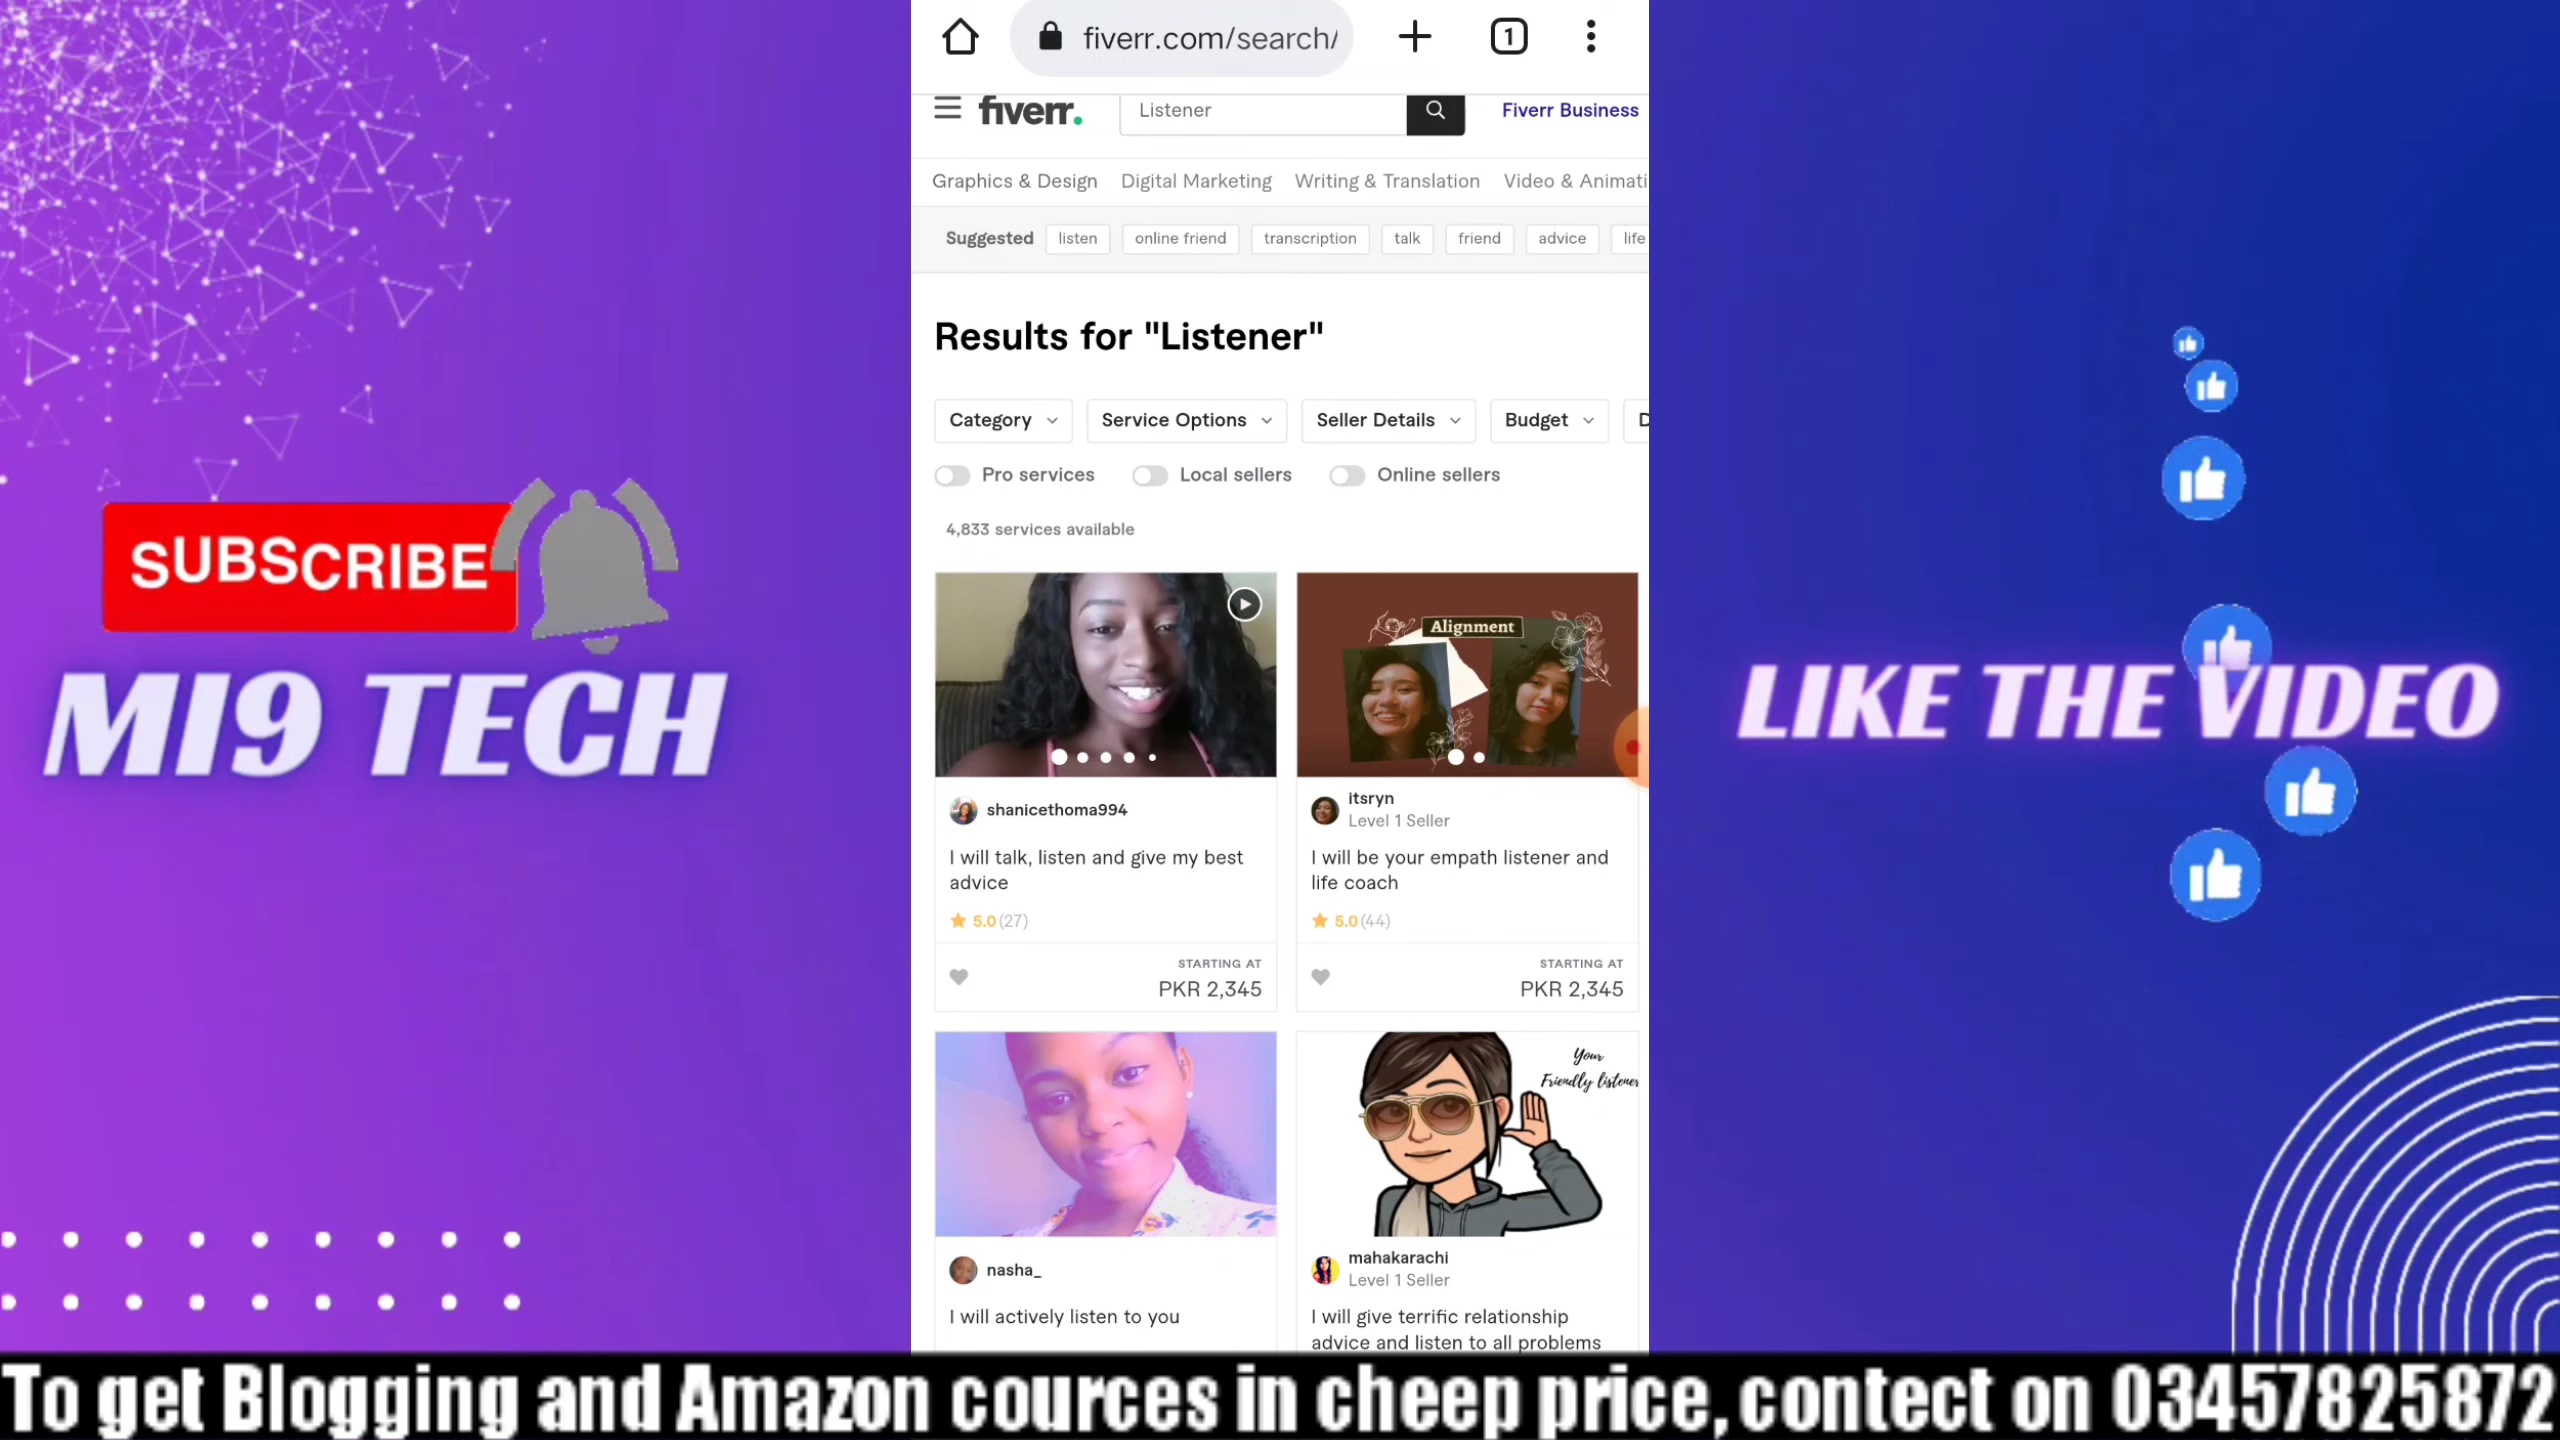 fiverr.com/search/
1
fiverr.
Listener
Fiverr Business
Graphics & Design
Digital Marketing
Writing & Translation
Video & Animati
Suggested
listen
online friend
transcription
talk
friend
advice
life
Results for "Listener"
Category
Service Options
Seller Details
Budget
D
Pro services
Local sellers
Online sellers
4,833 services available
SUBSCRIBE
MI9 TECH
LIKE THE VIDEO
Alignment
shanicethoma994
I will talk, listen and give my best
advice
5.0 (27)
STARTING AT
PKR 2,345
itsryn
Level 1 Seller
I will be your empath listener and
life coach
5.0 (44)
STARTING AT
PKR 2,345
Your
Friendly listener
nasha_
I will actively listen to you
mahakarachi
Level 1 Seller
I will give terrific relationship
advice and listen to all problems
To get Blogging and Amazon cources in cheep price, contect on 03457825872